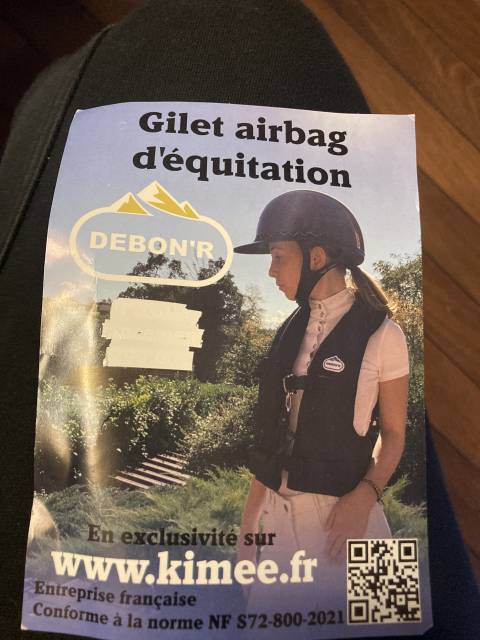 Gilet airbag
d'équitation
DEBON'R
DEBON'R
En exclusivité sur
www.kimee.fr
Entreprise française
Conforme à la norme NF S72-800-2021